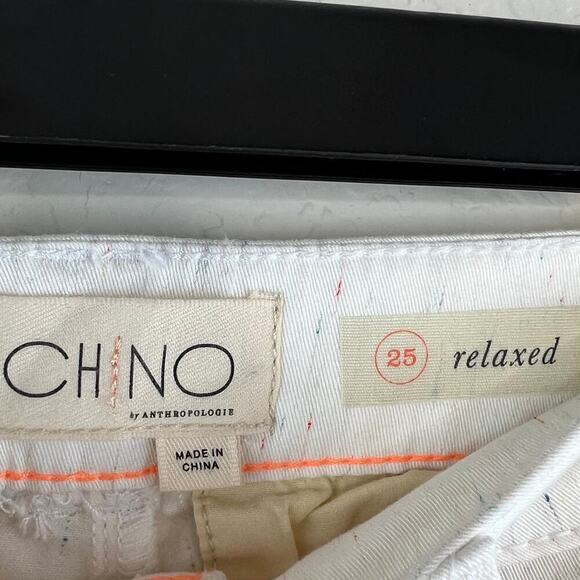 CHINO
by ANTHROPOLOGIE
MADE IN
CHINA
25 relaxed